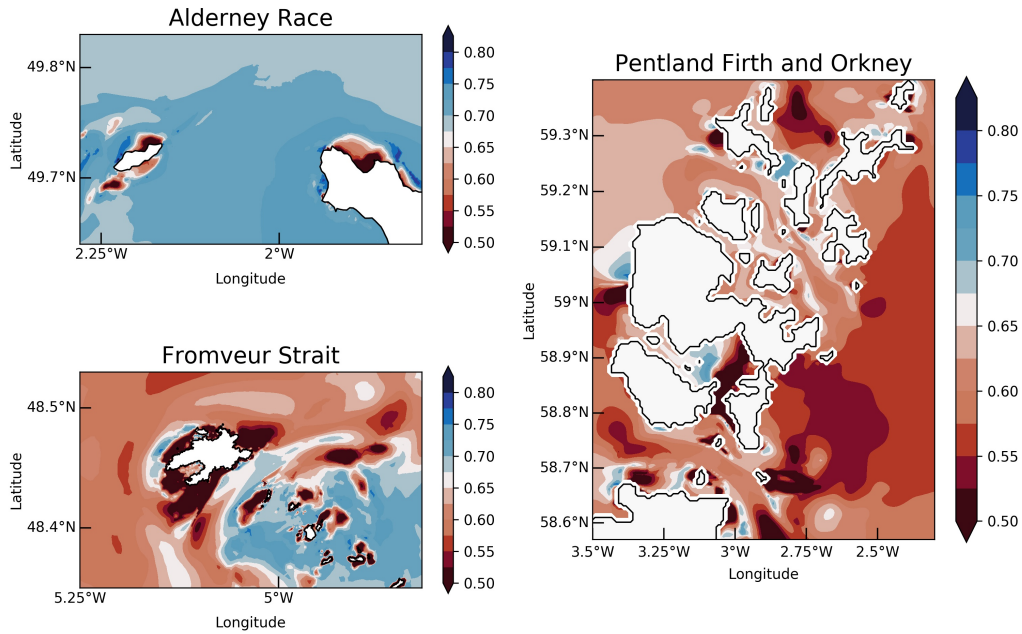 Alderney Race
49.8°N
49.7°N
Latitude
2.25°W
2°W
Longitude
0.80
0.75
0.70
0.65
0.60
0.55
0.50
Fromveur Strait
48.5°N
48.4°N
Latitude
5.25°W
5°W
Longitude
0.80
0.75
0.70
0.65
0.60
0.55
0.50
Pentland Firth and Orkney
59.3°N
59.2°N
59.1°N
59°N
58.9°N
58.8°N
58.7°N
58.6°N
Latitude
3.5°W
3.25°W
3°W
2.75°W
2.5°W
Longitude
0.80
0.75
0.70
0.65
0.60
0.55
0.50